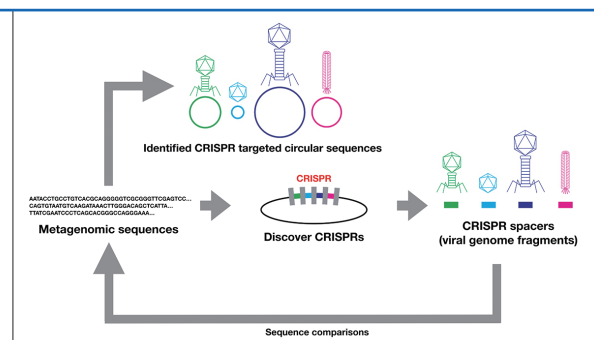 Identified CRISPR targeted circular sequences
CRISPR
AATACCTGCCTGTCACGCAGGGGGTCGCGGGTTCGAGTCC...
CAGTGTAATGTCAAGATAAACTTGGGACAGCTCATTA...
TTATCGAATCCCTCAGCACGGGGCCAGGGAAA...
Metagenomic sequences
Discover CRISPRs
CRISPR spacers
(viral genome fragments)
Sequence comparisons